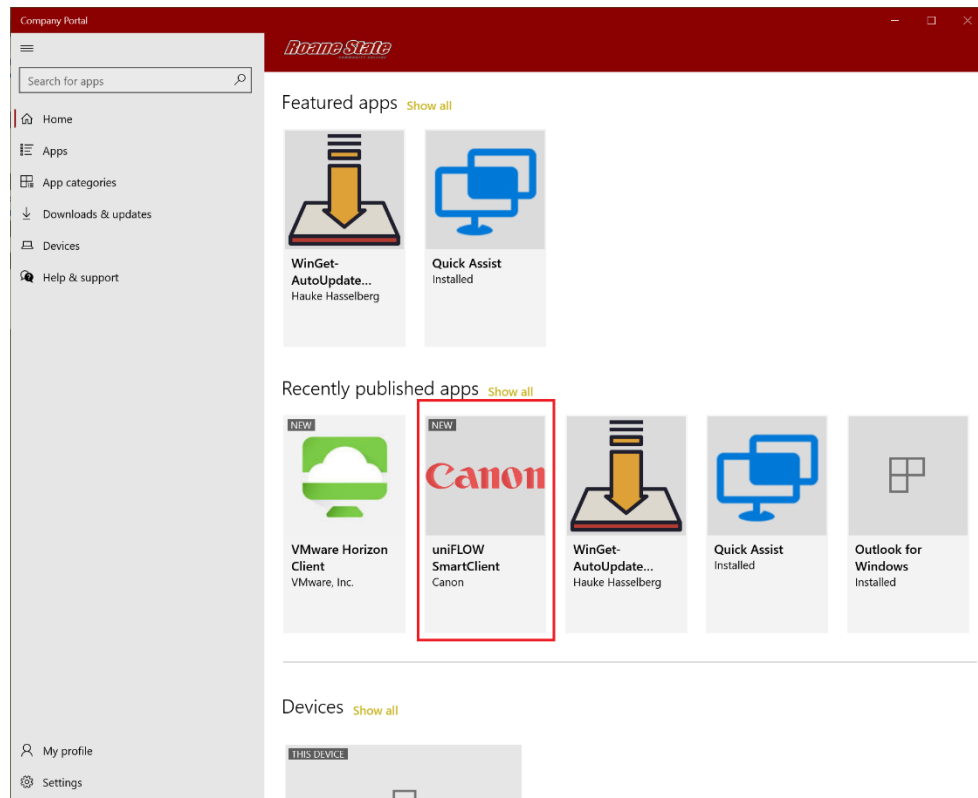 Company Portal
Roane State
COMMUNITY COLLEGE
Search for apps
Home
Apps
App categories
Downloads & updates
Devices
Help & support
My profile
Settings
Featured apps Show all
WinGet-
AutoUpdate...
Hauke Hasselberg
Quick Assist
Installed
Recently published apps Show all
NEW
VMware Horizon
Client
VMware, Inc.
NEW
Canon
uniFLOW
SmartClient
Canon
WinGet-
AutoUpdate...
Hauke Hasselberg
Quick Assist
Installed
Outlook for
Windows
Installed
Devices Show all
THIS DEVICE